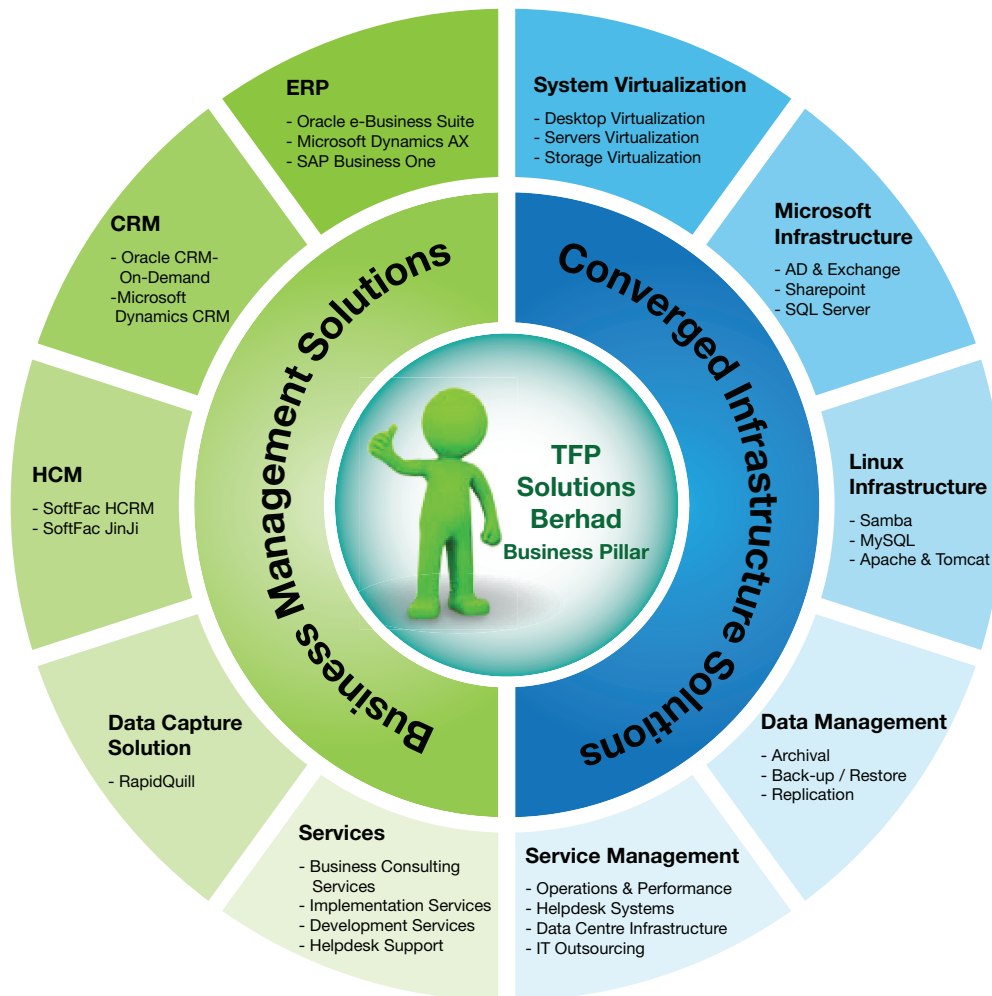 ERP
- Oracle e-Business Suite
- Microsoft Dynamics AX
- SAP Business One
CRM
- Oracle CRM-
On-Demand
-Microsoft
Dynamics CRM
HCM
- SoftFac HCRM
- SoftFac JinJi
Data Capture
Solution
- RapidQuill
Services
- Business Consulting
Services
- Implementation Services
- Development Services
- Helpdesk Support
Business Management Solutions
TFP
Solutions
Berhad
Business Pillar
Converged Infrastructure Solutions
System Virtualization
- Desktop Virtualization
- Servers Virtualization
- Storage Virtualization
Microsoft
Infrastructure
- AD & Exchange
- Sharepoint
- SQL Server
Linux
Infrastructure
- Samba
- MySQL
- Apache & Tomcat
Data Management
- Archival
- Back-up / Restore
- Replication
Service Management
- Operations & Performance
- Helpdesk Systems
- Data Centre Infrastructure
- IT Outsourcing